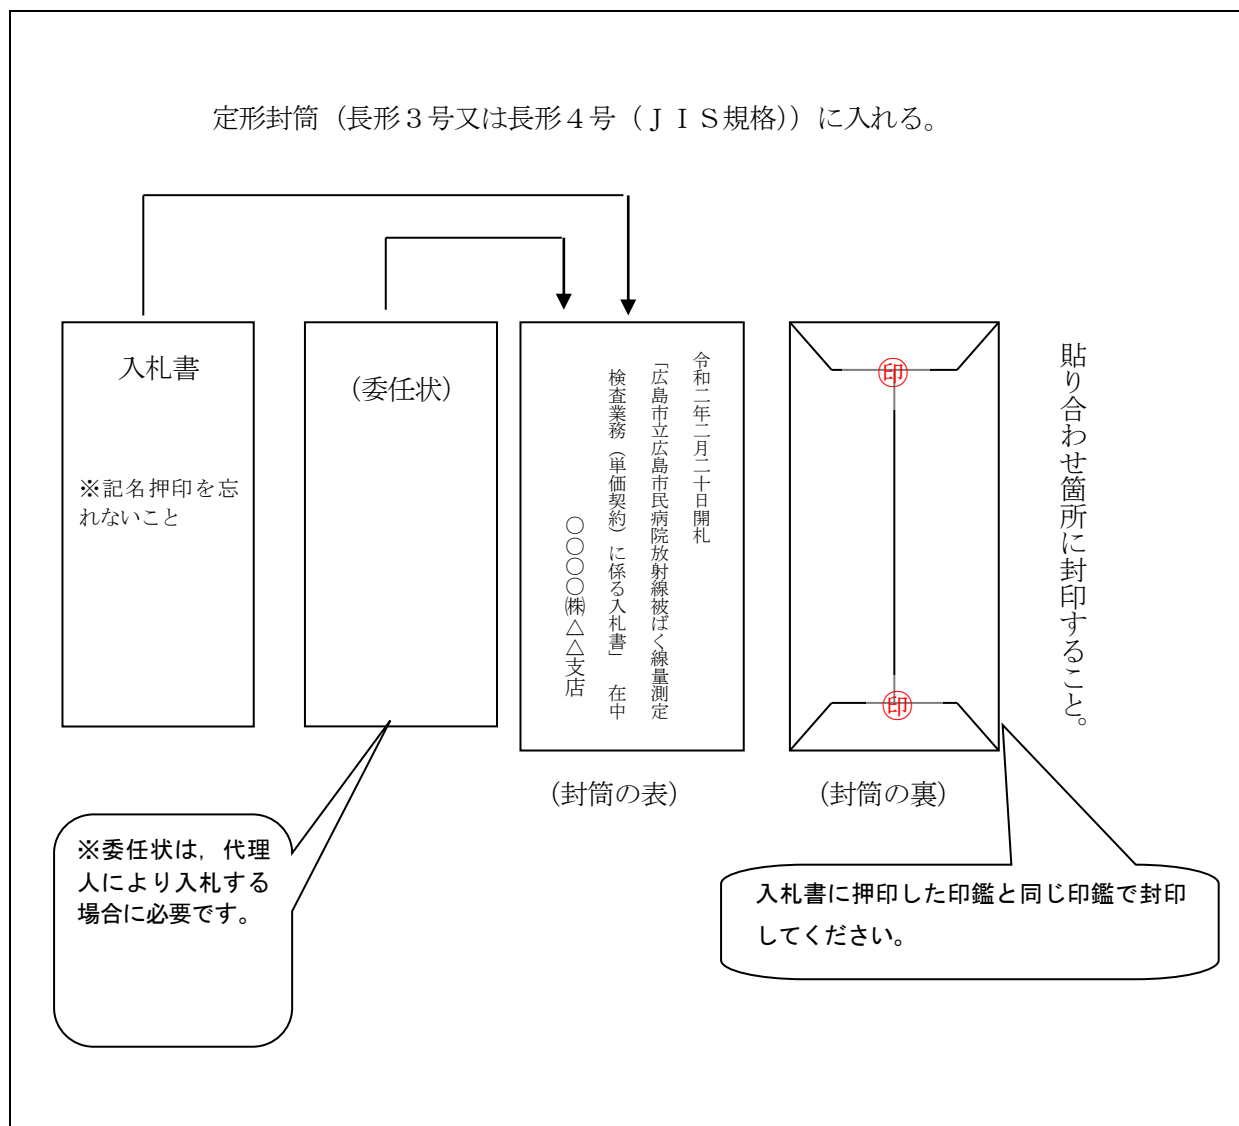 定形封筒（長形３号又は長形４号（ＪＩＳ規格））に入れる。
入札書
※記名押印を忘
れないこと
（委任状）
令和二年二月二十日開札
「広島市立広島市民病院放射線被ばく線量測定
検査業務（単価契約）に係る入札書」　在中
○○○○㈱△△支店
印
印
貼り合わせ箇所に封印すること。
（封筒の表）
（封筒の裏）
※委任状は，代理
人により入札する
場合に必要です。
入札書に押印した印鑑と同じ印鑑で封印
してください。